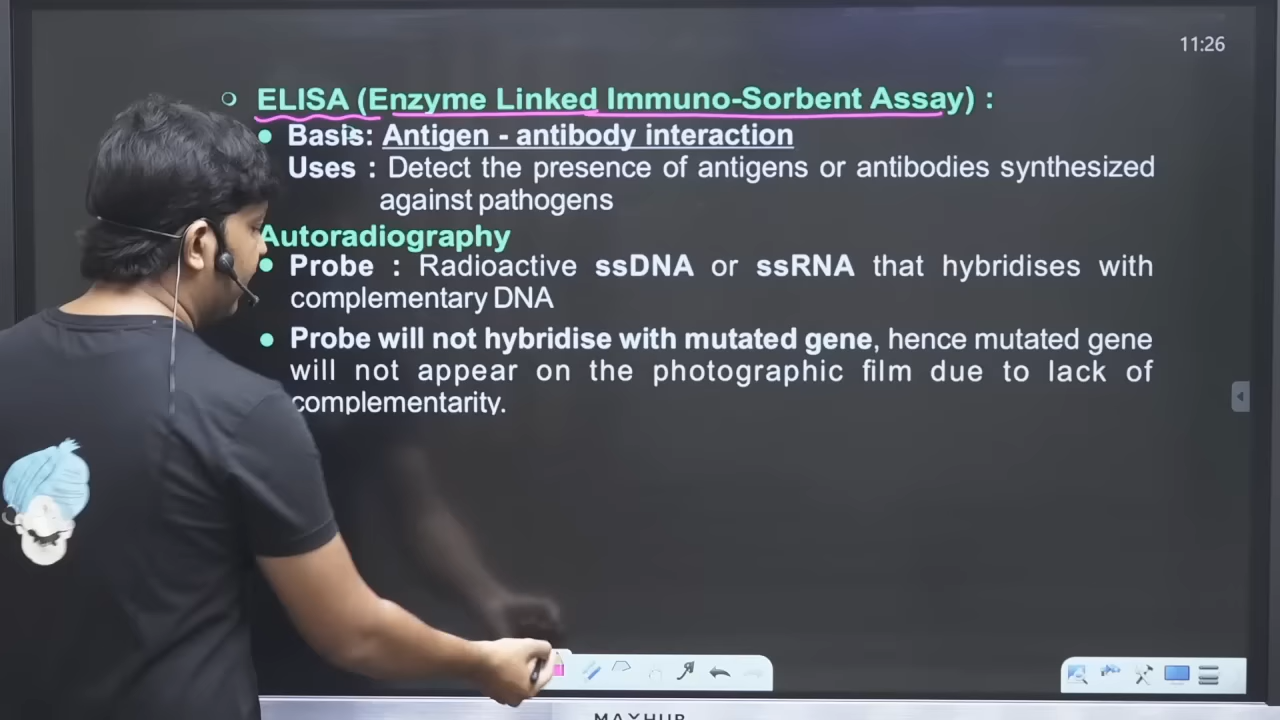 11:26
ELISA (Enzyme Linked Immuno-Sorbent Assay) :
Basis: Antigen - antibody interaction
Uses : Detect the presence of antigens or antibodies synthesized
against pathogens
Autoradiography
Probe : Radioactive ssDNA or ssRNA that hybridises with
complementary DNA
Probe will not hybridise with mutated gene, hence mutated gene
will not appear on the photographic film due to lack of
complementarity.
MAXHUB